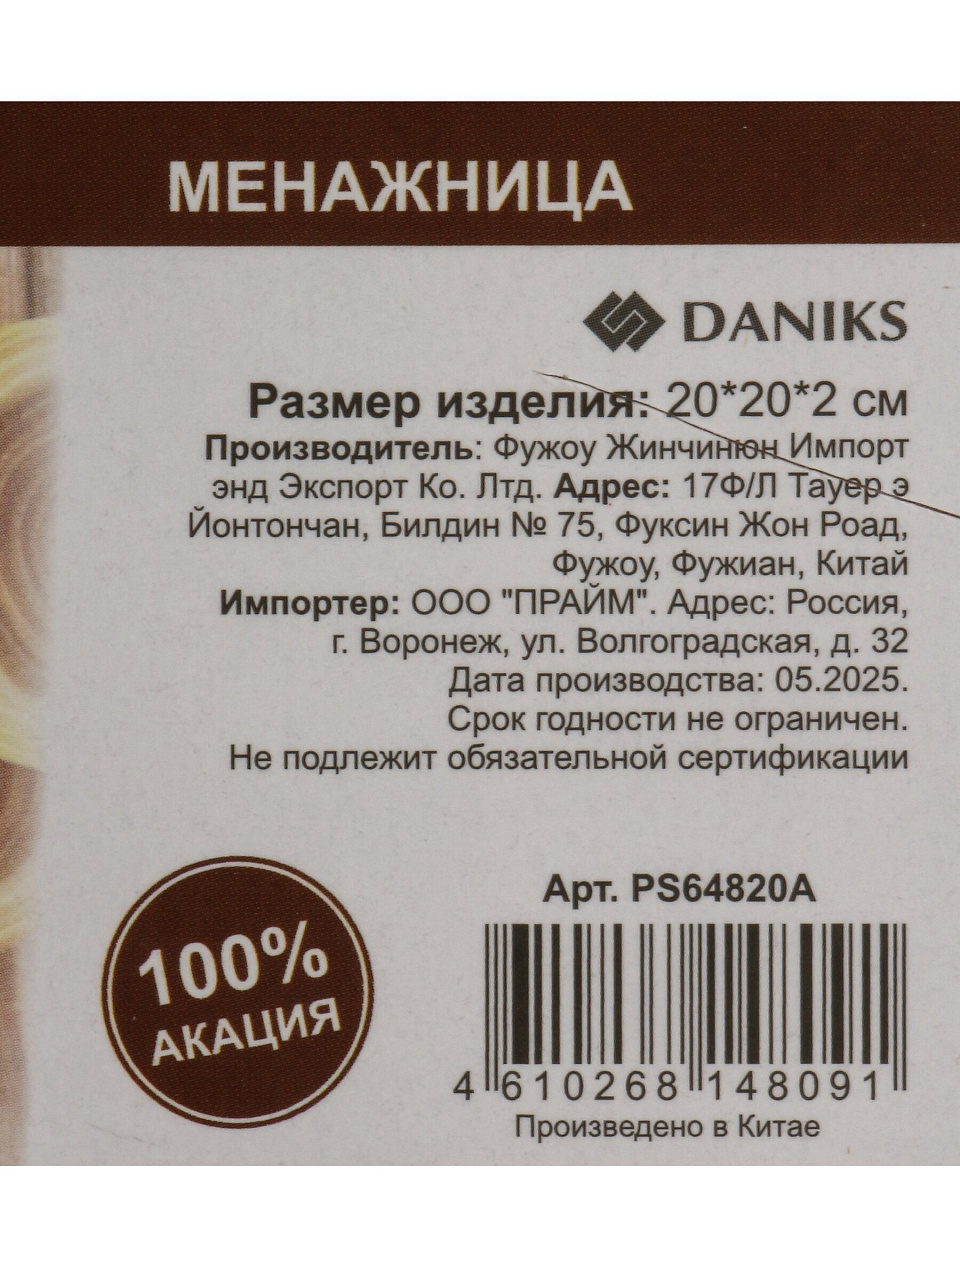 МЕНАЖНИЦА
DANIKS
Размер изделия: 20*20*2 см
Производитель: Фужоу Жинчинюн Импорт
энд Экспорт Ко. Лтд. Адрес: 17Ф/Л Тауер э
Йонтончан, Билдин № 75, Фуксин Жон Роад,
Фужоу, Фужиан, Китай
Импортер: ООО "ПРАЙМ". Адрес: Россия,
г. Воронеж, ул. Волгоградская, д. 32
Дата производства: 05.2025.
Срок годности не ограничен.
Не подлежит обязательной сертификации
100%
АКАЦИЯ
Арт. PS64820A
4 610268 148091
Произведено в Китае